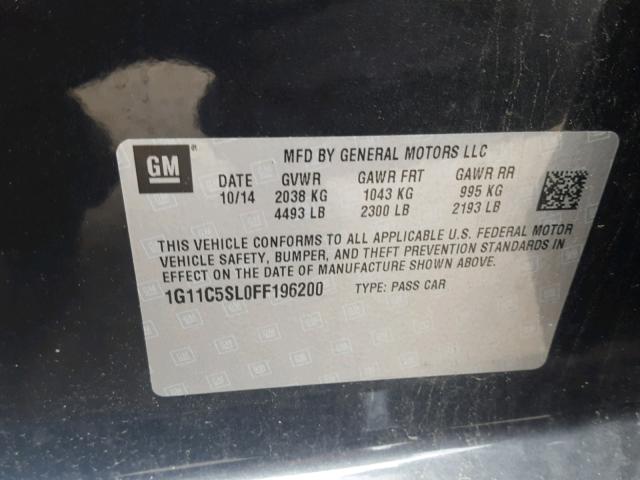 GM
MFD BY GENERAL MOTORS LLC
DATE GVWR GAWR FRT GAWR RR
10/14 2038 KG 1043 KG 995 KG
4493 LB 2300 LB 2193 LB
THIS VEHICLE CONFORMS TO ALL APPLICABLE U.S. FEDERAL MOTOR
VEHICLE SAFETY, BUMPER, AND THEFT PREVENTION STANDARDS IN
EFFECT ON THE DATE OF MANUFACTURE SHOWN ABOVE.
1G11C5SL0FF196200 TYPE: PASS CAR